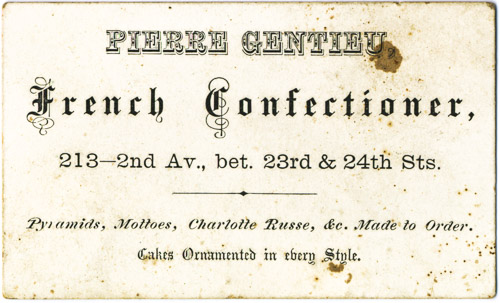 PIERRE GENTIEU,
French Confectioner,
213–2nd Av., bet. 23rd & 24th Sts.
Pyramids, Mottoes, Charlotte Russe, &c. Made to Order.
Cakes Ornamented in every Style.